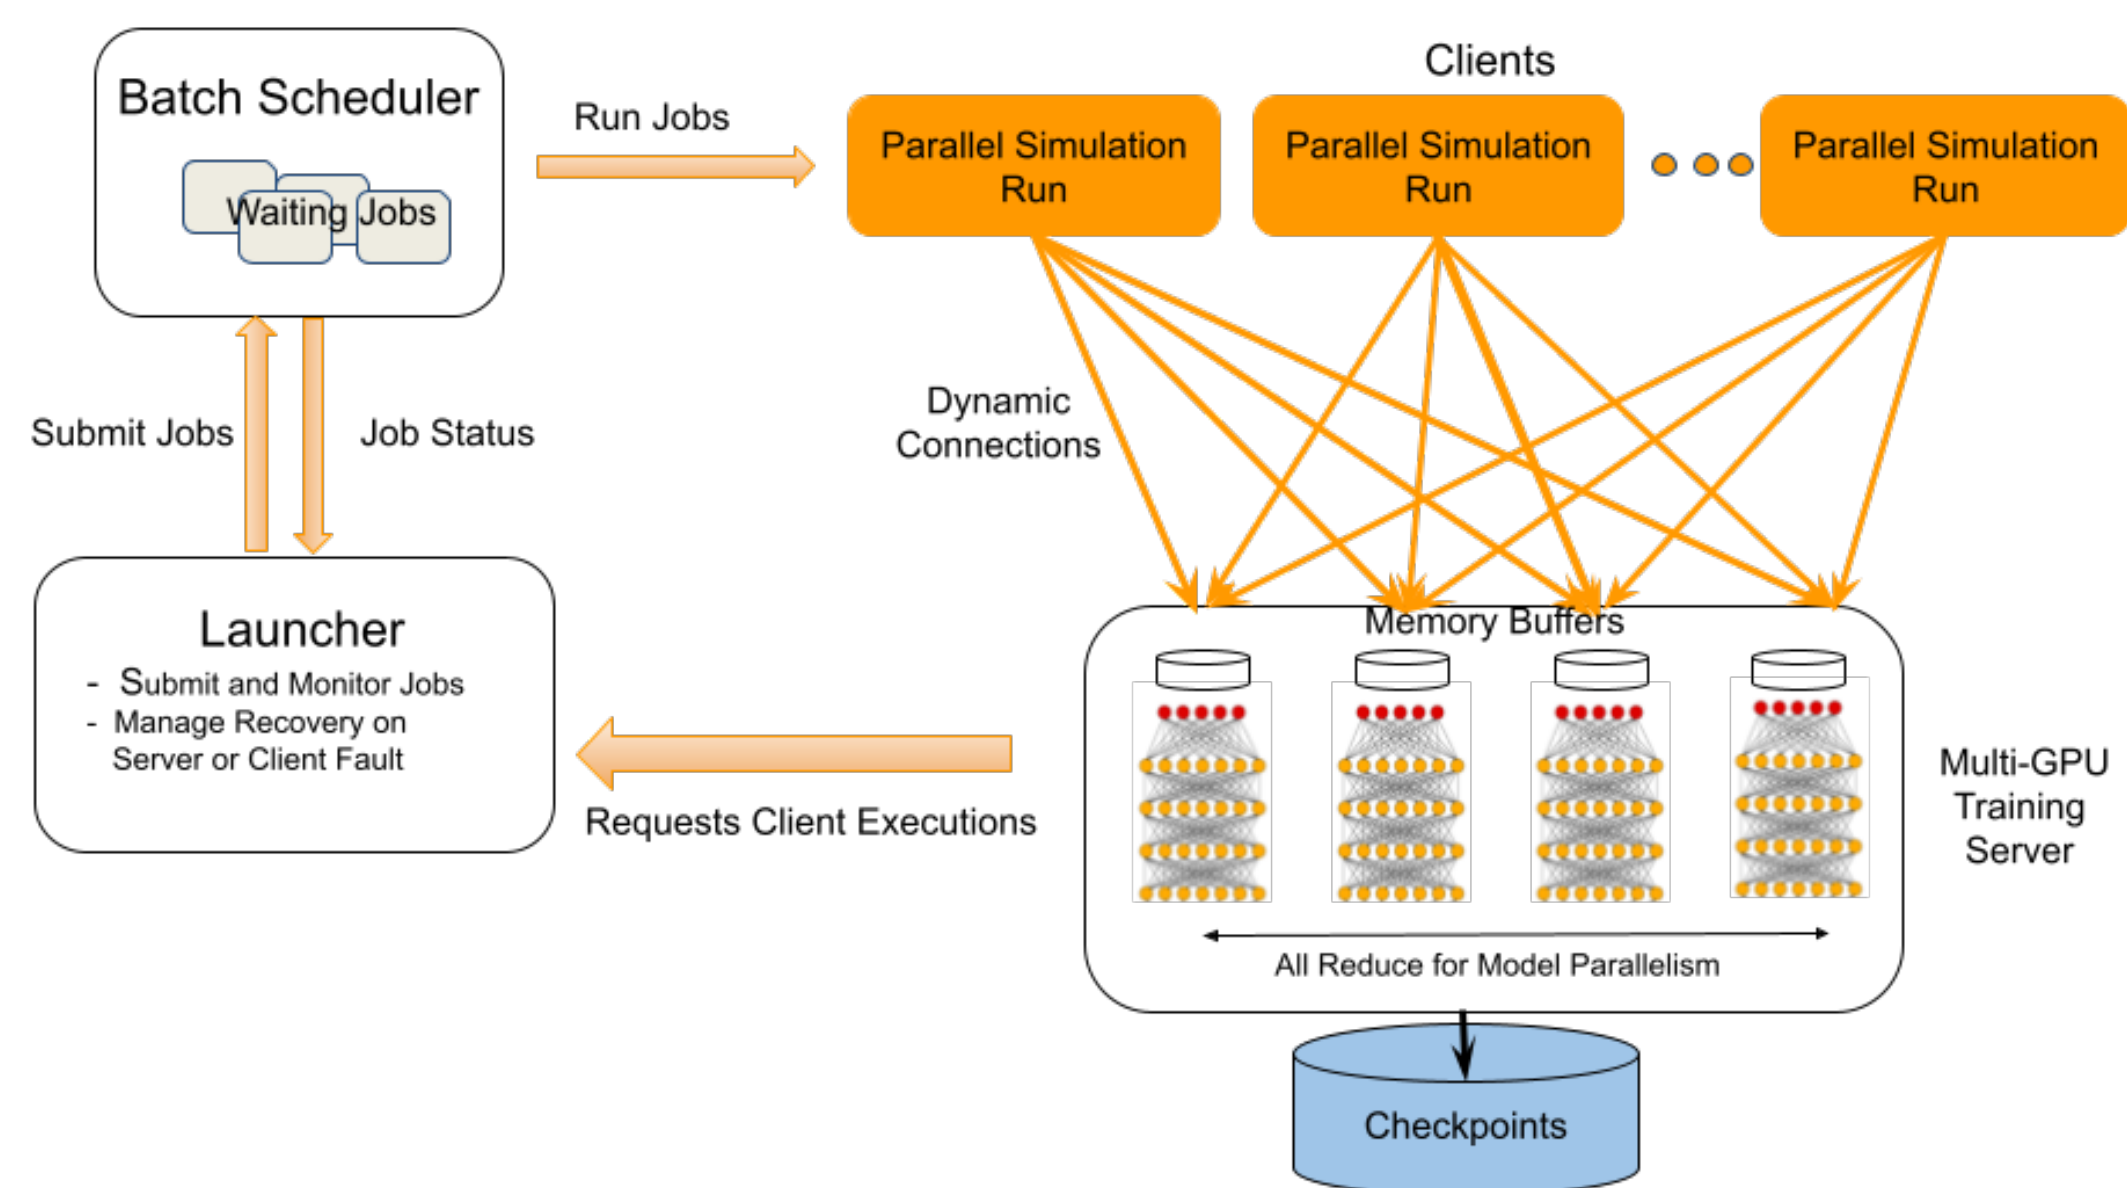 Batch Scheduler
Waiting Jobs
Run Jobs
Clients
Parallel Simulation
Run
Parallel Simulation
Run
Parallel Simulation
Run
Submit Jobs
Job Status
Dynamic
Connections
Launcher
- Submit and Monitor Jobs
- Manage Recovery on
Server or Client Fault
Requests Client Executions
Memory Buffers
All Reduce for Model Parallelism
Multi-GPU
Training
Server
Checkpoints